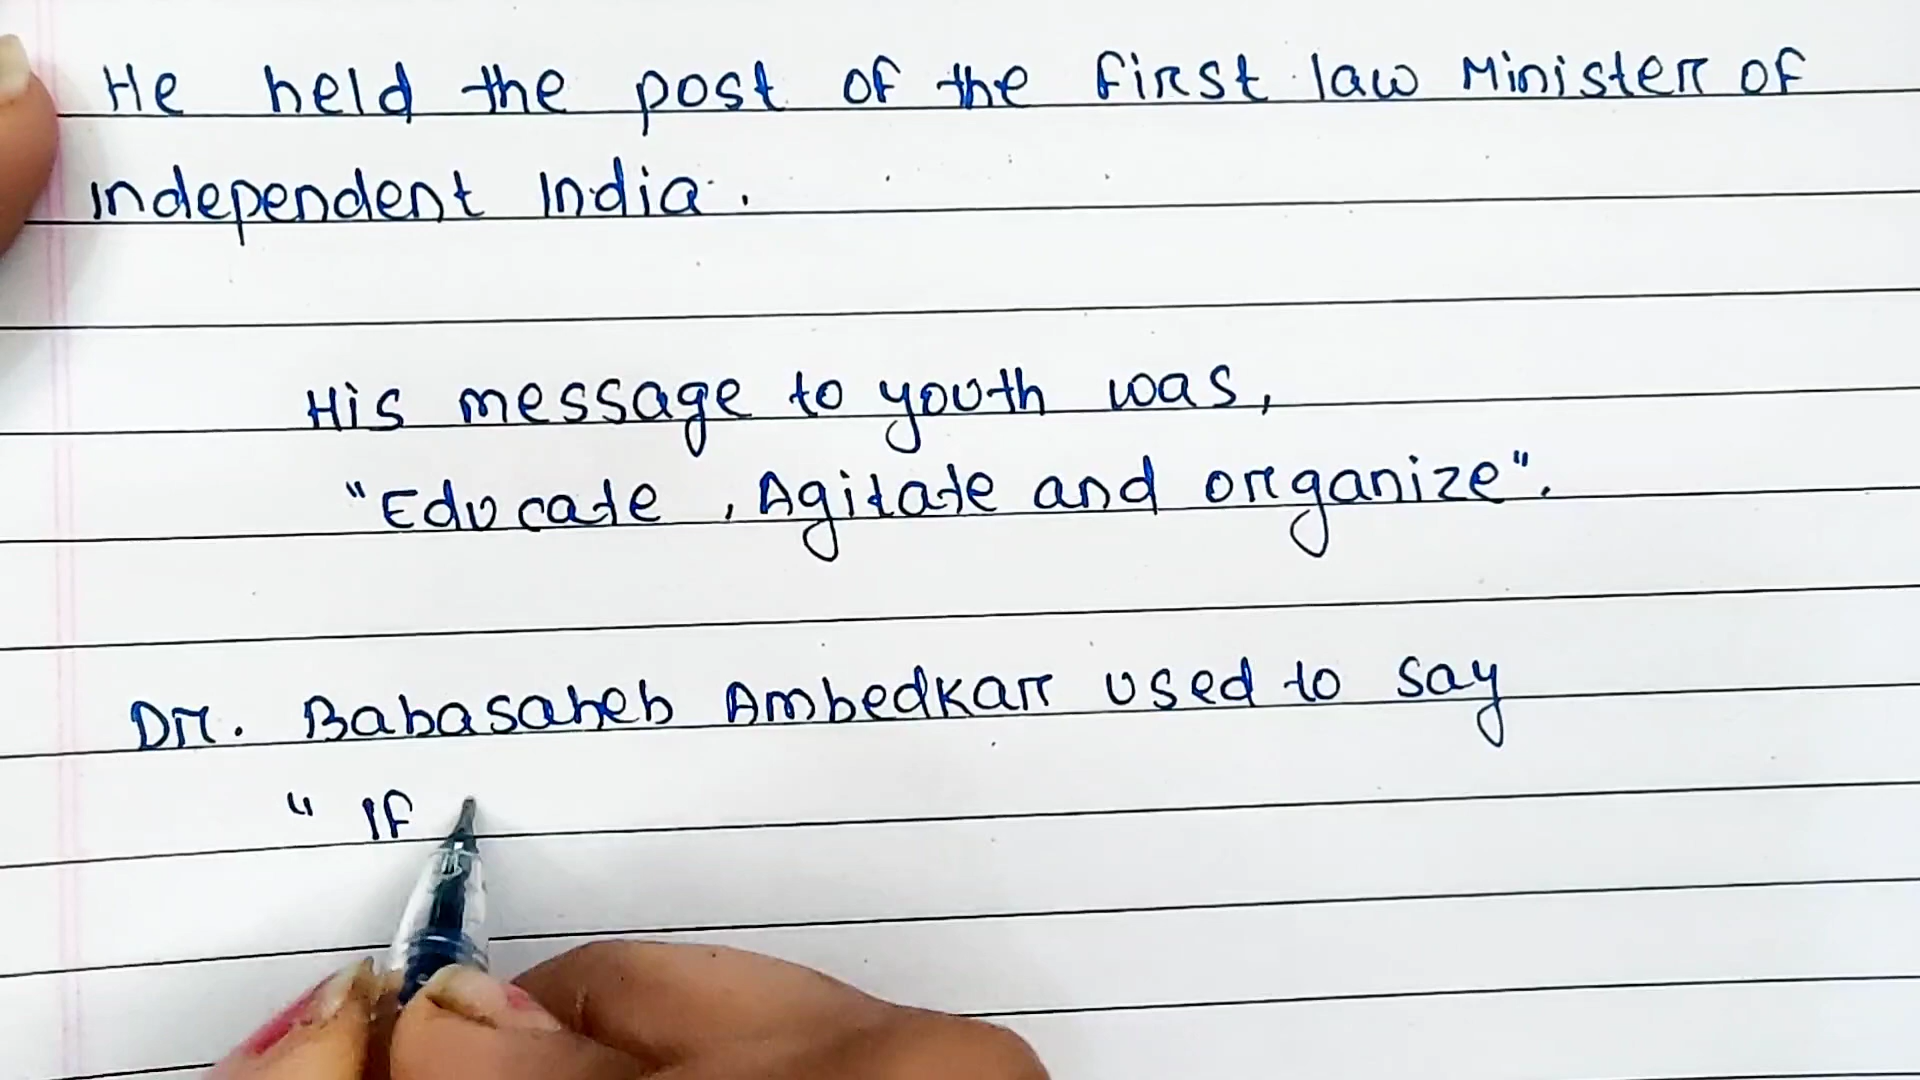 He held the post of the first law Minister of
independent India.
His message to youth was,
"Educate, Agitate and organize".
Dr. Babasaheb Ambedkar used to say
" If